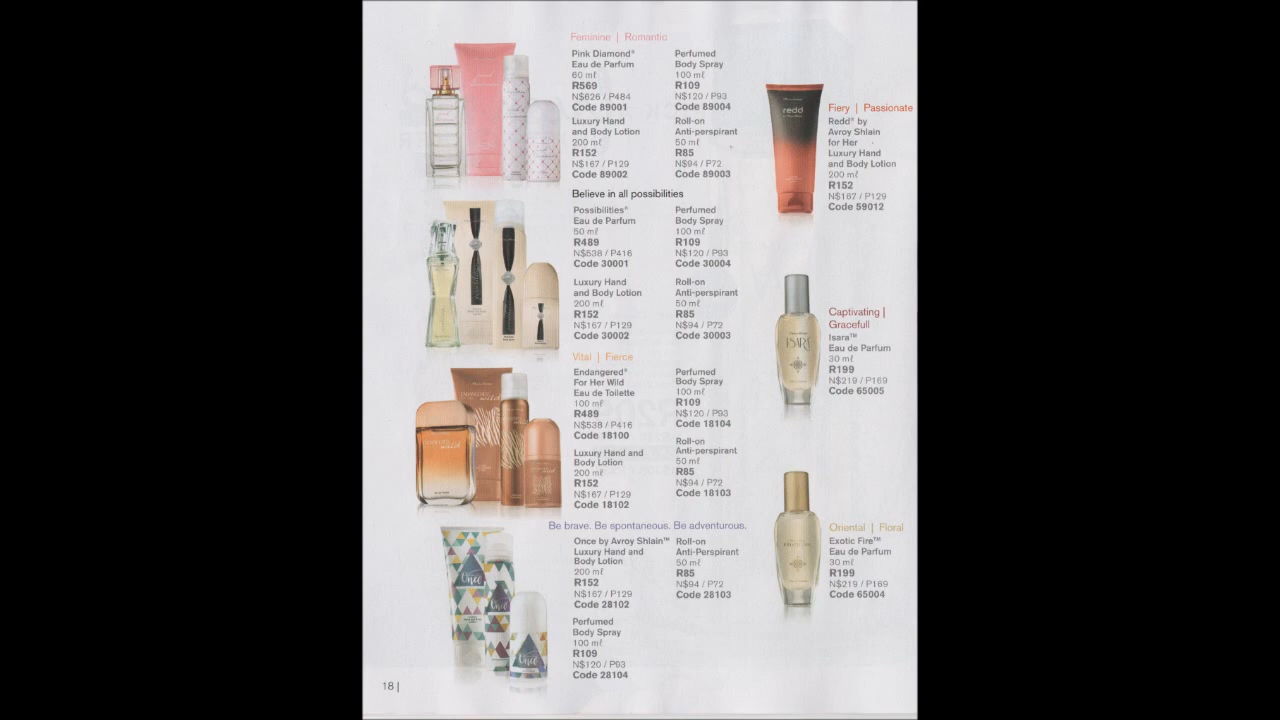 Feminine | Romantic
Pink Diamond®
Eau de Parfum
60 mℓ
R569
N$626 / P484
Code 89001
Perfumed
Body Spray
100 mℓ
R109
N$120 / P93
Code 89004
Luxury Hand
and Body Lotion
200 mℓ
R152
N$167 / P129
Code 89002
Roll-on
Anti-perspirant
50 mℓ
R85
N$94 / P72
Code 89003
Believe in all possibilities
Possibilities®
Eau de Parfum
50 mℓ
R489
N$538 / P416
Code 30001
Perfumed
Body Spray
100 mℓ
R109
N$120 / P93
Code 30004
Luxury Hand
and Body Lotion
200 mℓ
R152
N$167 / P129
Code 30002
Roll-on
Anti-perspirant
50 mℓ
R85
N$94 / P72
Code 30003
Vital | Fierce
Endangered®
For Her Wild
Eau de Toilette
100 mℓ
R489
N$538 / P416
Code 18100
Perfumed
Body Spray
100 mℓ
R109
N$120 / P93
Code 18104
Luxury Hand and
Body Lotion
200 mℓ
R152
N$167 / P129
Code 18102
Roll-on
Anti-perspirant
50 mℓ
R85
N$94 / P72
Code 18103
Be brave. Be spontaneous. Be adventurous.
Once by Avroy Shlain™
Luxury Hand and
Body Lotion
200 mℓ
R152
N$167 / P129
Code 28102
Roll-on
Anti-Perspirant
50 mℓ
R85
N$94 / P72
Code 28103
Perfumed
Body Spray
100 mℓ
R109
N$120 / P93
Code 28104
Once
Once
Once
redd
Fiery | Passionate
Redd® by
Avroy Shlain
for Her
Luxury Hand
and Body Lotion
200 mℓ
R152
N$167 / P129
Code 59012
ISARA
Captivating |
Gracefull
Isara™
Eau de Parfum
30 mℓ
R199
N$219 / P169
Code 65005
Oriental | Floral
Exotic Fire™
Eau de Parfum
30 mℓ
R199
N$219 / P169
Code 65004
18 |